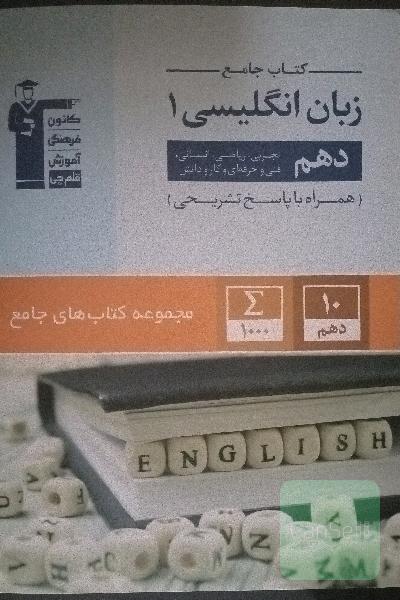 کتاب جامع
زبان انگلیسی ۱
دهم
تجربی، ریاضی، انسانی،
فنی و حرفه‌ای و کار و دانش
(همراه با پاسخ تشریحی)
کانون
فرهنگی
آموزش
قلم‌چی
مجموعه کتاب‌های جامع
Σ
۱۰۰۰
۱۰
دهم
ENGLISH